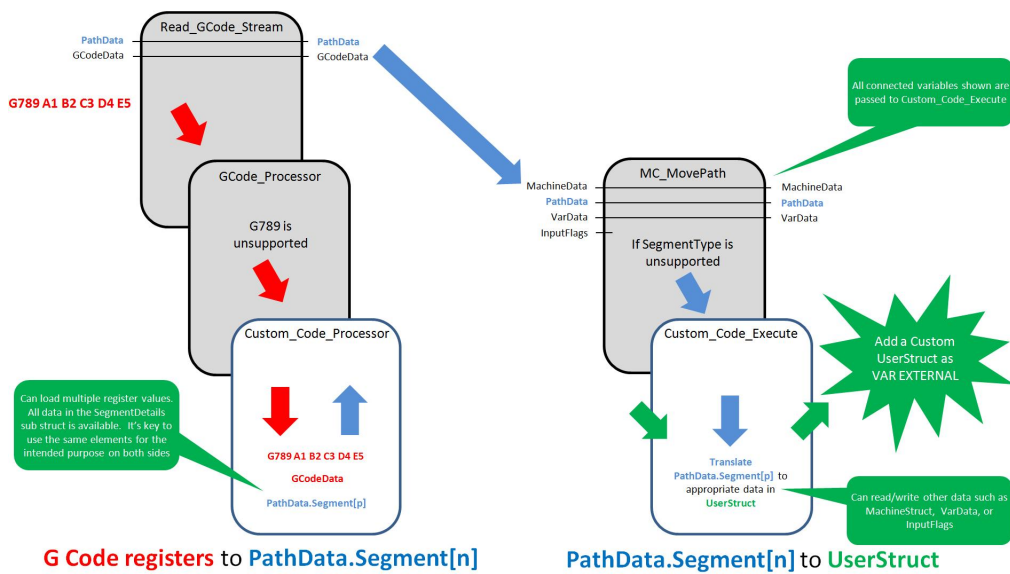 Read_GCode_Stream
PathData
PathData
GCodeData
GCodeData
G789 A1 B2 C3 D4 E5
GCode_Processor
G789 is
unsupported
Custom_Code_Processor
Can load multiple register values.
All data in the SegmentDetails
sub struct is available. It's key to
use the same elements for the
intended purpose on both sides
G789 A1 B2 C3 D4 E5
GCodeData
PathData.Segment[p]
G Code registers to PathData.Segment[n]
All connected variables shown are
passed to Custom_Code_Execute
MC_MovePath
MachineData
MachineData
PathData
PathData
VarData
VarData
InputFlags
If SegmentType is
unsupported
Custom_Code_Execute
Add a Custom
UserStruct as
VAR EXTERNAL
Translate
PathData.Segment[p] to
appropriate data in
UserStruct
Can read/write other data such as
MachineStruct, VarData, or
InputFlags
PathData.Segment[n] to UserStruct